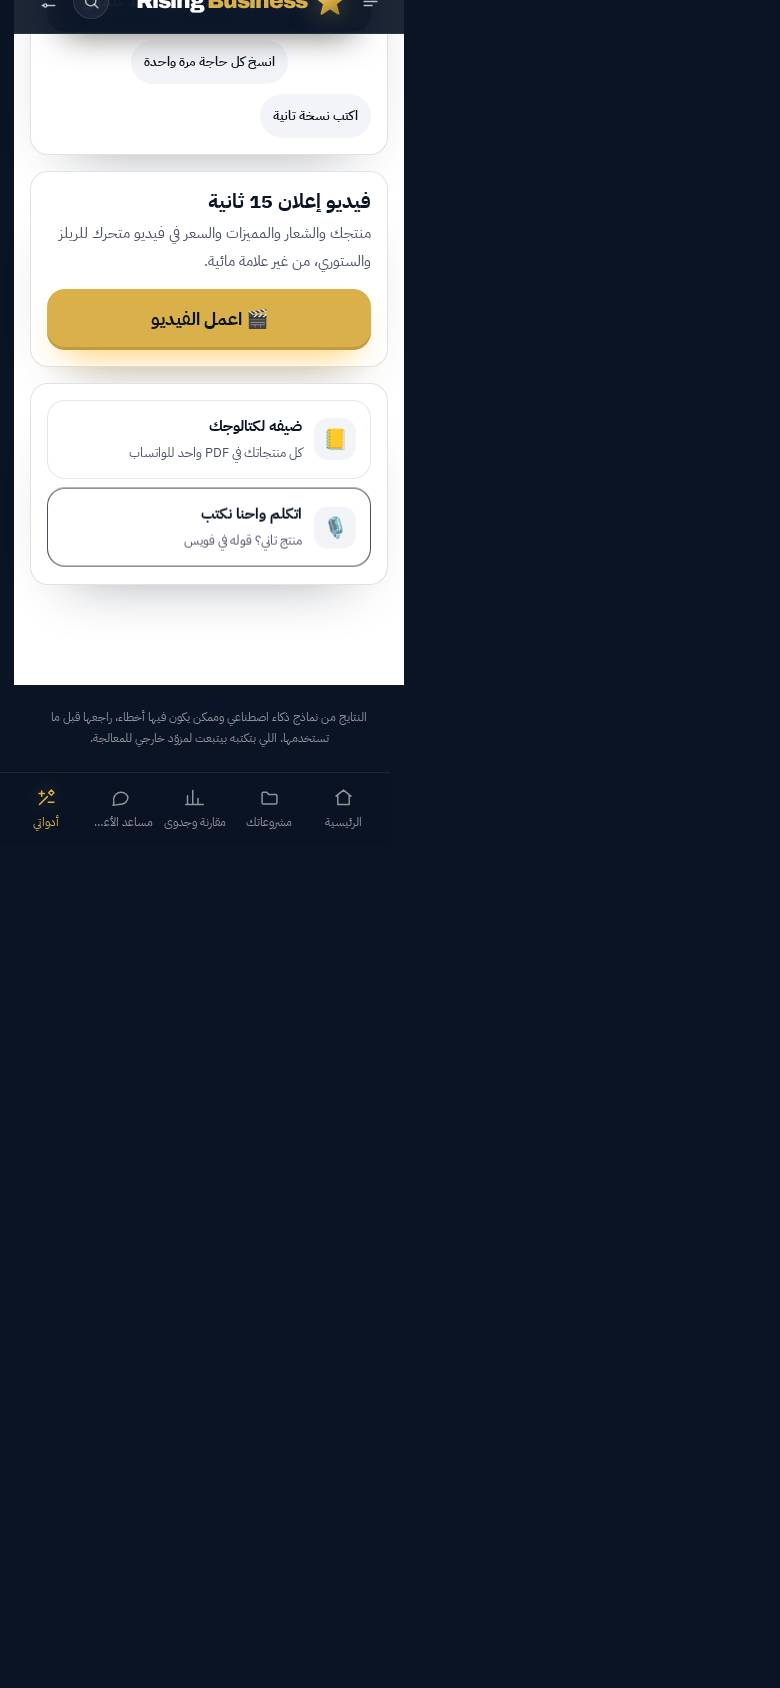 Rising Business
انسخ كل حاجة مرة واحدة
اكتب نسخة تانية
فيديو إعلان 15 ثانية
منتجك والشعار والمميزات والسعر في فيديو متحرك للريلز
والستوري، من غير علامة مائية.
اعمل الفيديو
ضيفه لكتالوجك
كل منتجاتك في PDF واحد للواتساب
اتكلم واحنا نكتب
منتج تاني؟ قوله في فويس
النتايج من نماذج ذكاء اصطناعي وممكن يكون فيها أخطاء، راجعها قبل ما
تستخدمها. اللي بتكتبه بيتبعت لمزوّد خارجي للمعالجة.
الرئيسية
مشروعاتك
مقارنة وجدوى
مساعد الأع...
أدواتي